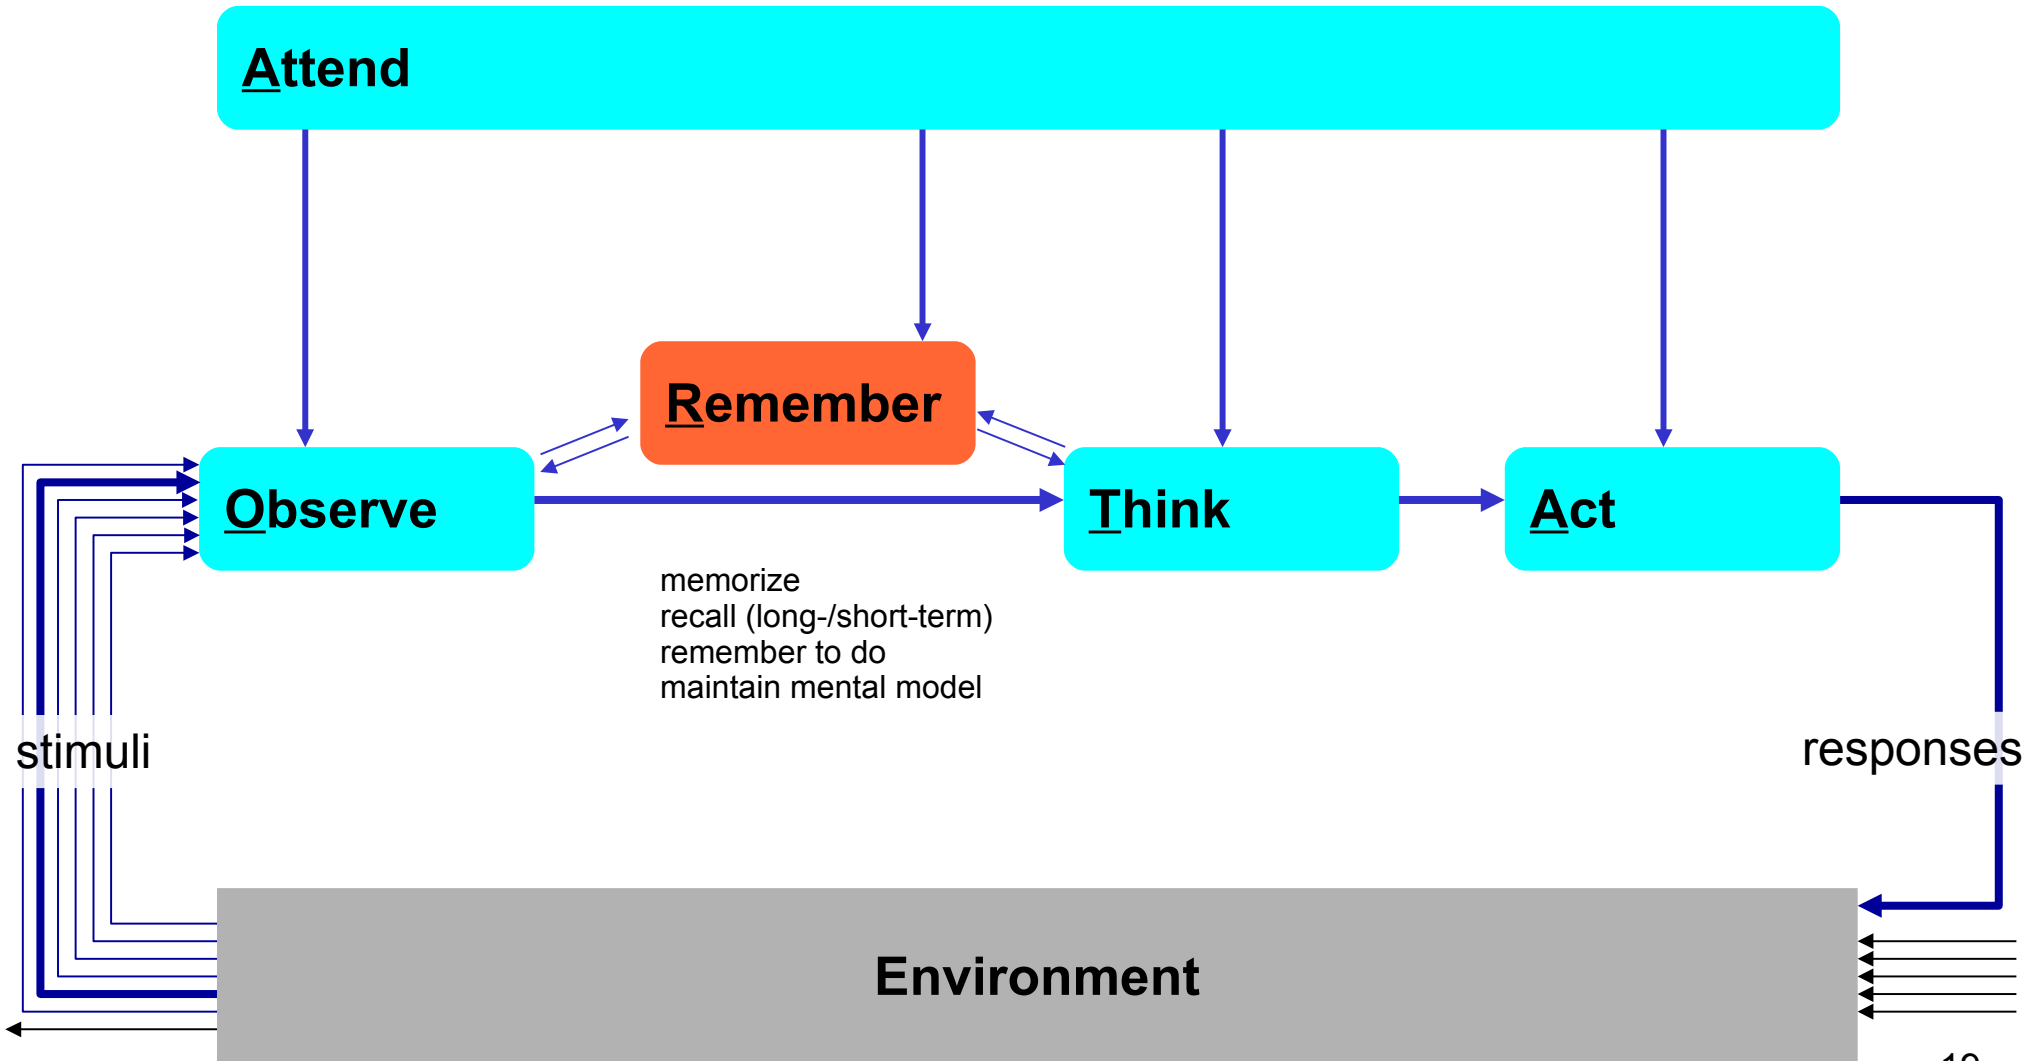 Attend
Remember
Observe
Think
Act
memorize
recall (long-/short-term)
remember to do
maintain mental model
stimuli
responses
Environment